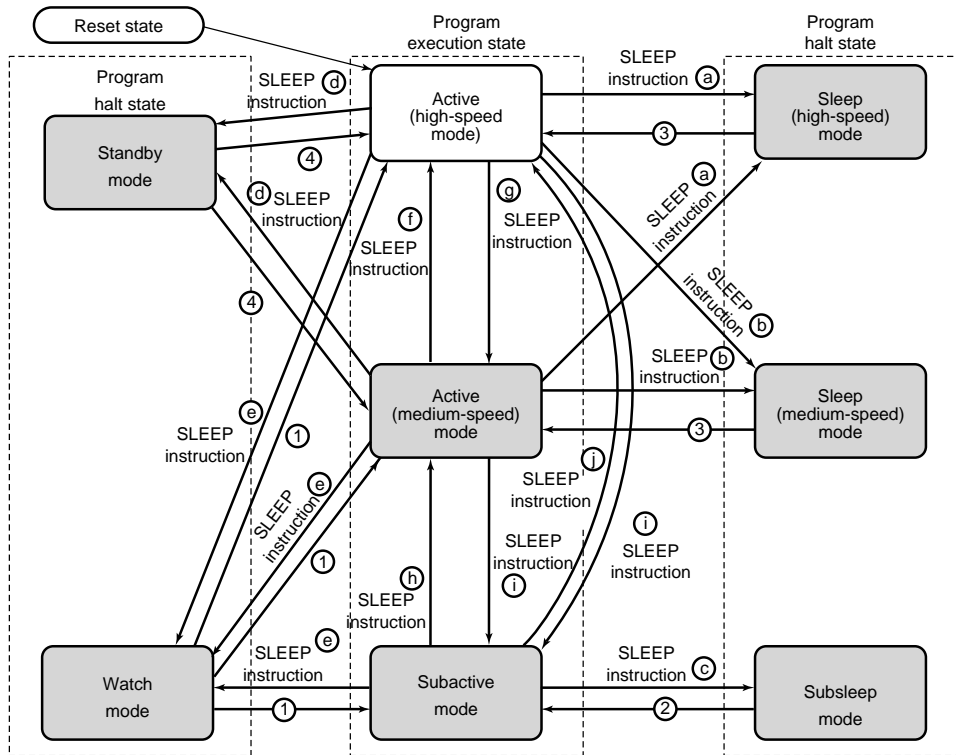 Reset state
Program
execution state
Program
halt state
Program
halt state
SLEEP
instruction
d
SLEEP
instruction
a
Active
(high-speed
mode)
Sleep
(high-speed)
mode
Standby
mode
4
3
d
SLEEP
instruction
f
SLEEP
instruction
g
SLEEP
instruction
a
SLEEP
instruction
4
SLEEP
instruction
b
e
SLEEP
instruction
1
Active
(medium-speed)
mode
SLEEP
instruction
b
3
Sleep
(medium-speed)
mode
SLEEP
instruction
e
1
j
SLEEP
instruction
i
SLEEP
instruction
SLEEP
instruction
i
h
SLEEP
instruction
SLEEP
instruction
e
1
Watch
mode
Subactive
mode
SLEEP
instruction
c
2
Subsleep
mode